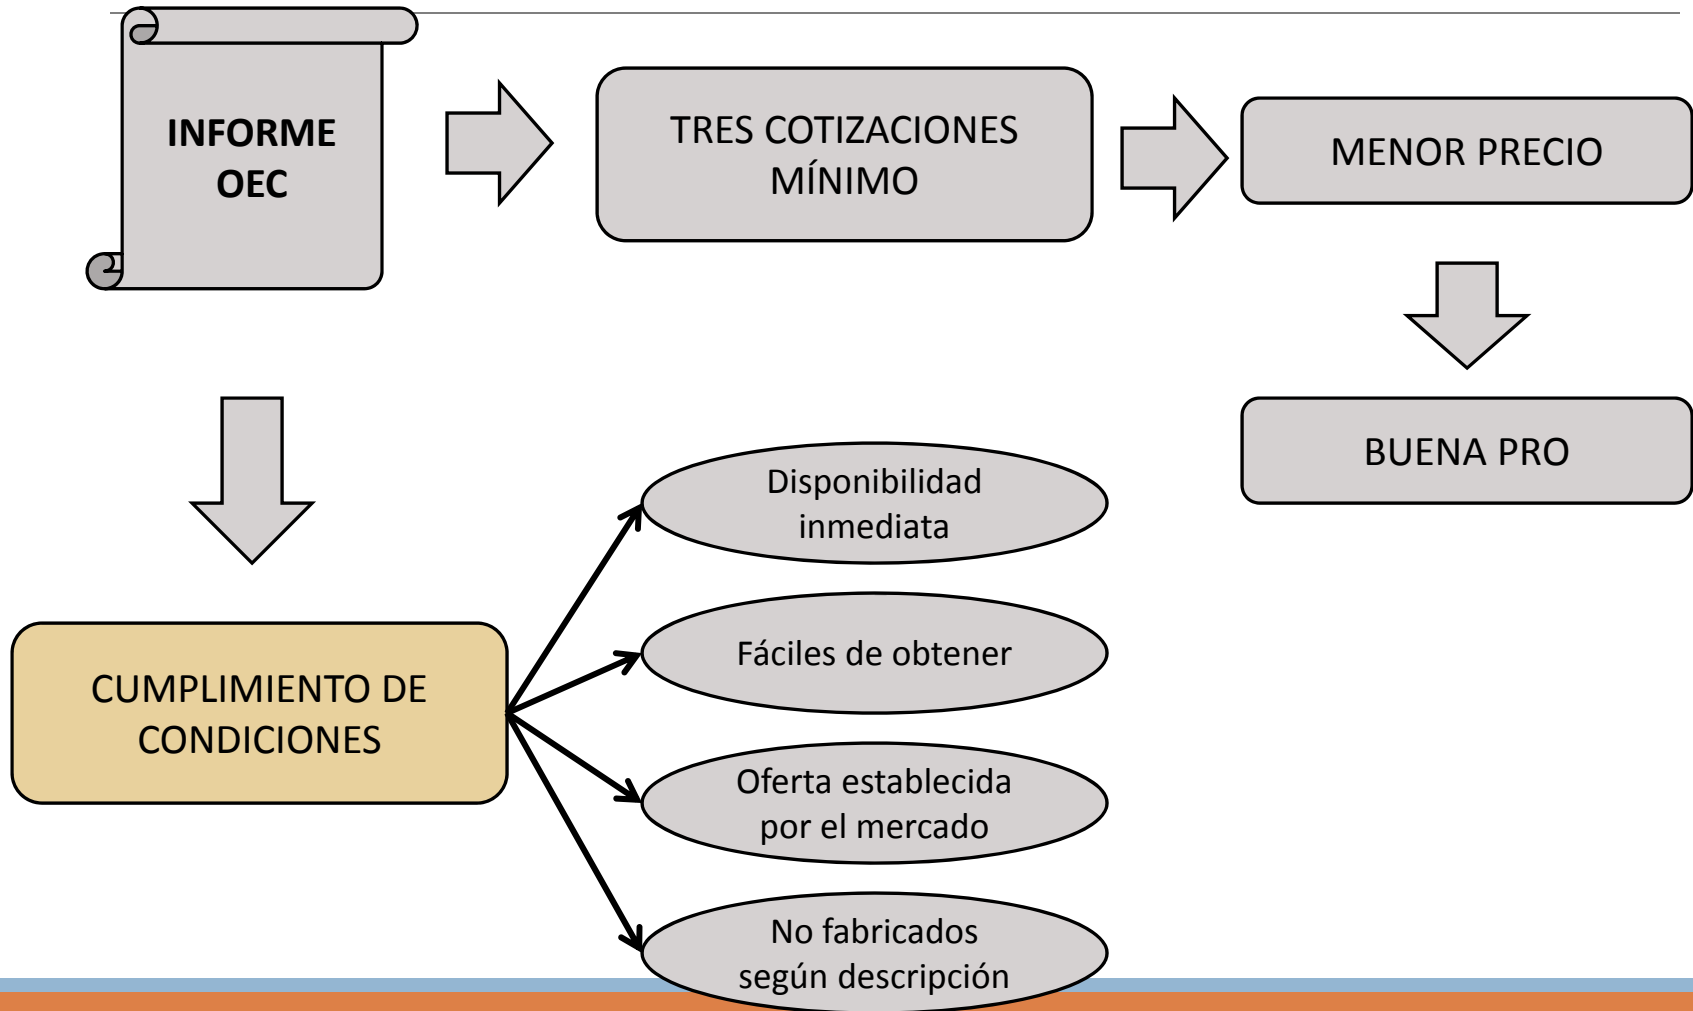 INFORME
OEC
TRES COTIZACIONES
MÍNIMO
MENOR PRECIO
BUENA PRO
CUMPLIMIENTO DE
CONDICIONES
Disponibilidad
inmediata
Fáciles de obtener
Oferta establecida
por el mercado
No fabricados
según descripción